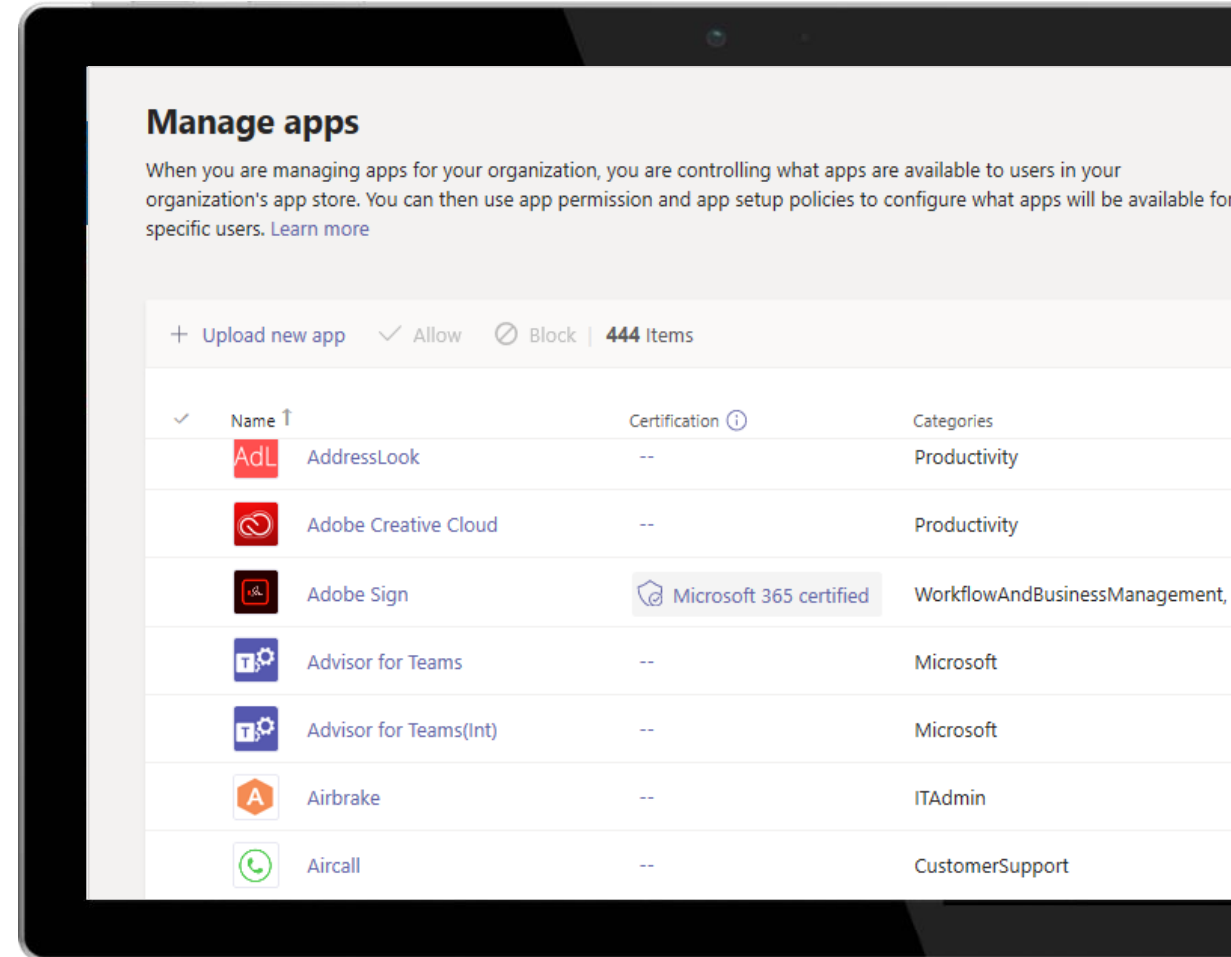 Manage apps
When you are managing apps for your organization, you are controlling what apps are available to users in your
organization's app store. You can then use app permission and app setup policies to configure what apps will be available for
specific users. Learn more
+ Upload new app Allow Block | 444 Items
Name ↑ Certification Categories
AdL AddressLook -- Productivity
Adobe Creative Cloud -- Productivity
Adobe Sign Microsoft 365 certified WorkflowAndBusinessManagement,
T Advisor for Teams -- Microsoft
T Advisor for Teams(Int) -- Microsoft
A Airbrake -- ITAdmin
Aircall -- CustomerSupport